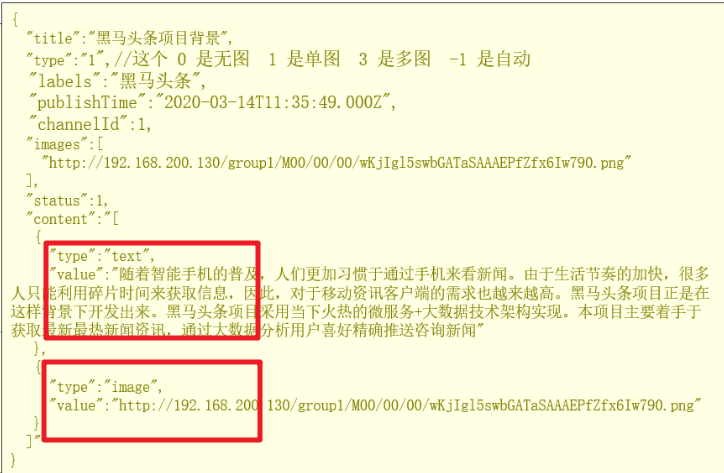 {
"title":"黑马头条项目背景",
"type":"1",//这个 0 是无图 1 是单图 3 是多图 -1 是自动
"labels":"黑马头条",
"publishTime":"2020-03-14T11:35:49.000Z",
"channelId":1,
"images":[
"http://192.168.200.130/group1/M00/00/00/wKjIgl5swbGATaSAAAEPfZfx6Iw790.png"
],
"status":1,
"content":"[
{
"type":"text",
"value":"随着智能手机的普及，人们更加习惯于通过手机来看新闻。由于生活节奏的加快，很多
人只能利用碎片时间来获取信息，因此，对于移动资讯客户端的需求也越来越高。黑马头条项目正是在
这样背景下开发出来。黑马头条项目采用当下火热的微服务+大数据技术架构实现。本项目主要着手于
获取最新最热新闻资讯，通过大数据分析用户喜好精确推送咨询新闻"
},
{
"type":"image",
"value":"http://192.168.200.130/group1/M00/00/00/wKjIgl5swbGATaSAAAEPfZfx6Iw790.png"
}
]"
}